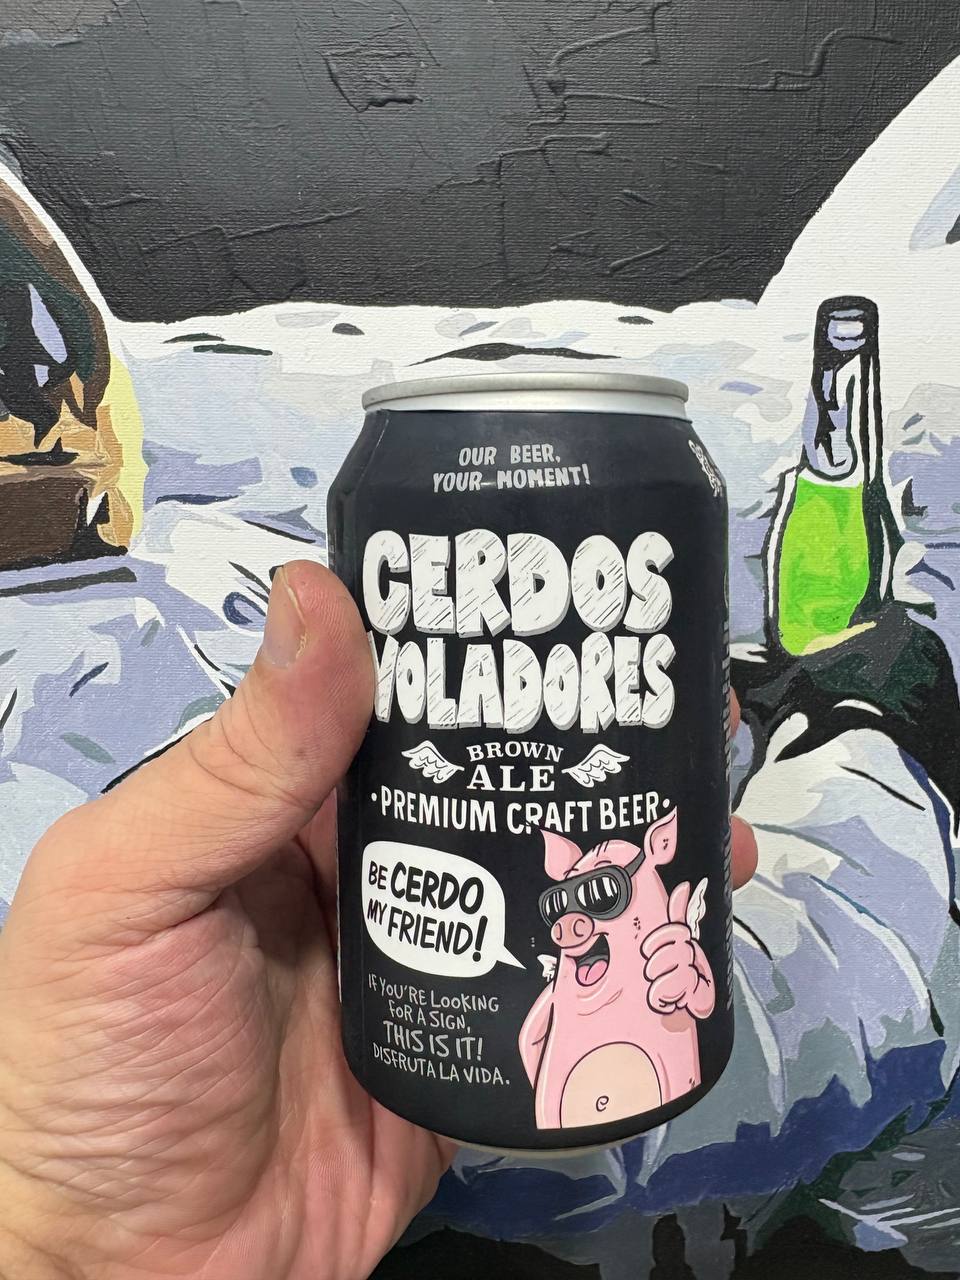 OUR BEER,
YOUR MOMENT!
CERDOS
VOLADORES
BROWN
ALE
•PREMIUM CRAFT BEER•
BE CERDO
MY FRIEND!
IF YOU'RE LOOKING
FOR A SIGN,
THIS IS IT!
DISFRUTA LA VIDA.